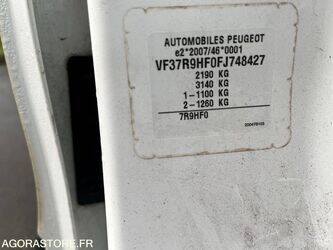 AUTOMOBILES PEUGEOT
e2*2007/46*0001
VF37R9HF0FJ748427
2190 KG
3140 KG
1-1100 KG
2-1260 KG
7R9HF0
AGORASTORE.FR